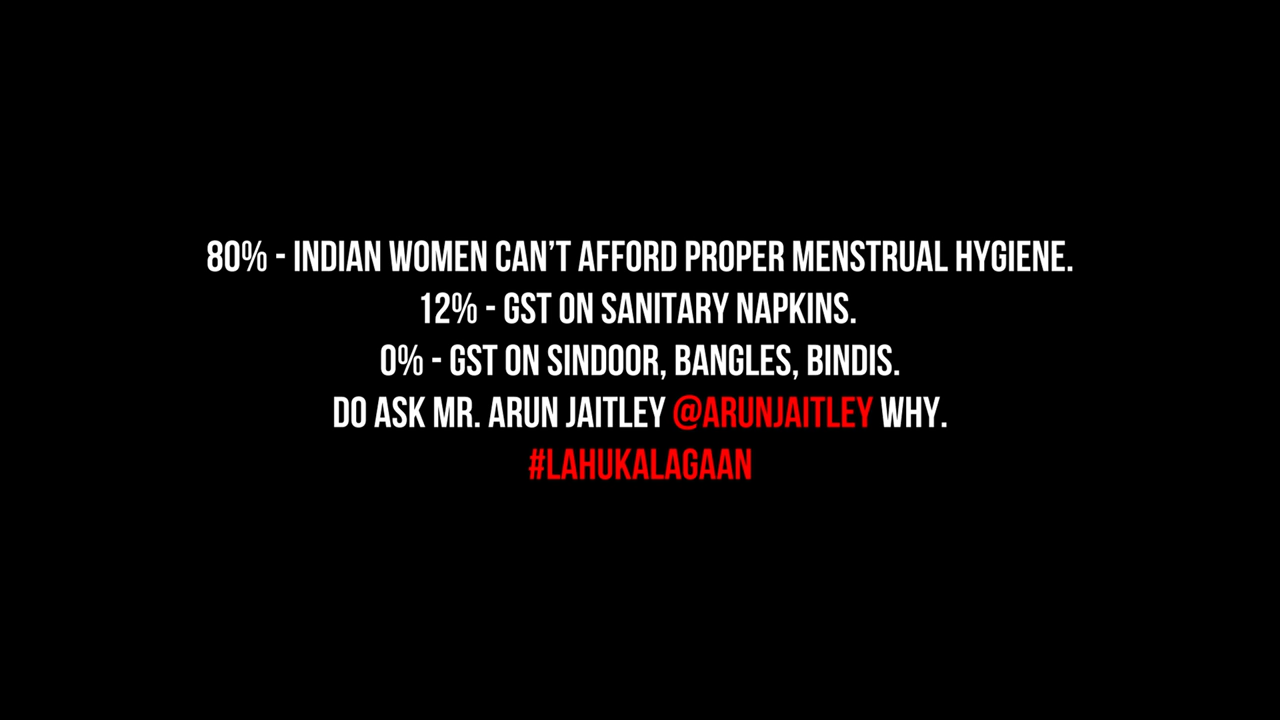 80% - INDIAN WOMEN CAN'T AFFORD PROPER MENSTRUAL HYGIENE.
12% - GST ON SANITARY NAPKINS.
0% - GST ON SINDOOR, BANGLES, BINDIS.
DO ASK MR. ARUN JAITLEY @ARUNJAITLEY WHY.
#LAHUKALAGAAN